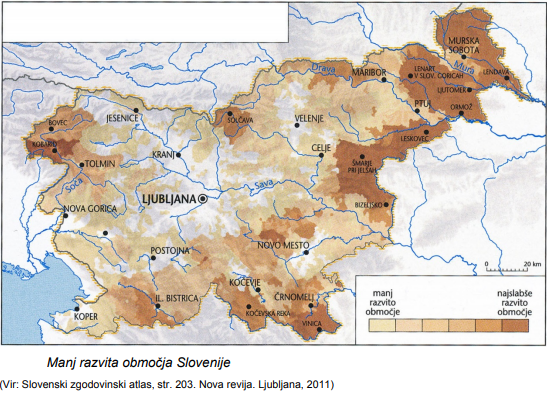 MURSKA
SOBOTA
Mura
Drava
MARIBOR
LENART
V SLOV. GORICAH
LENDAVA
LJUTOMER
PTUJ
ORMOŽ
LESKOVEC
BOVEC
JESENICE
SOLČAVA
VELENJE
KOBARID
TOLMIN
KRANJ
CELJE
ŠMARJE
PRI JELŠAH
Soča
LJUBLJANA
Sava
BIZELJSKO
NOVA GORICA
POSTOJNA
NOVO MESTO
KOČEVJE
ČRNOMELJ
IL. BISTRICA
KOČEVSKA REKA
KOPER
VINICA
0 20 km
manj
razvito
območje
najslabše
razvito
območje
Manj razvita območja Slovenije
(Vir: Slovenski zgodovinski atlas, str. 203. Nova revija. Ljubljana, 2011)